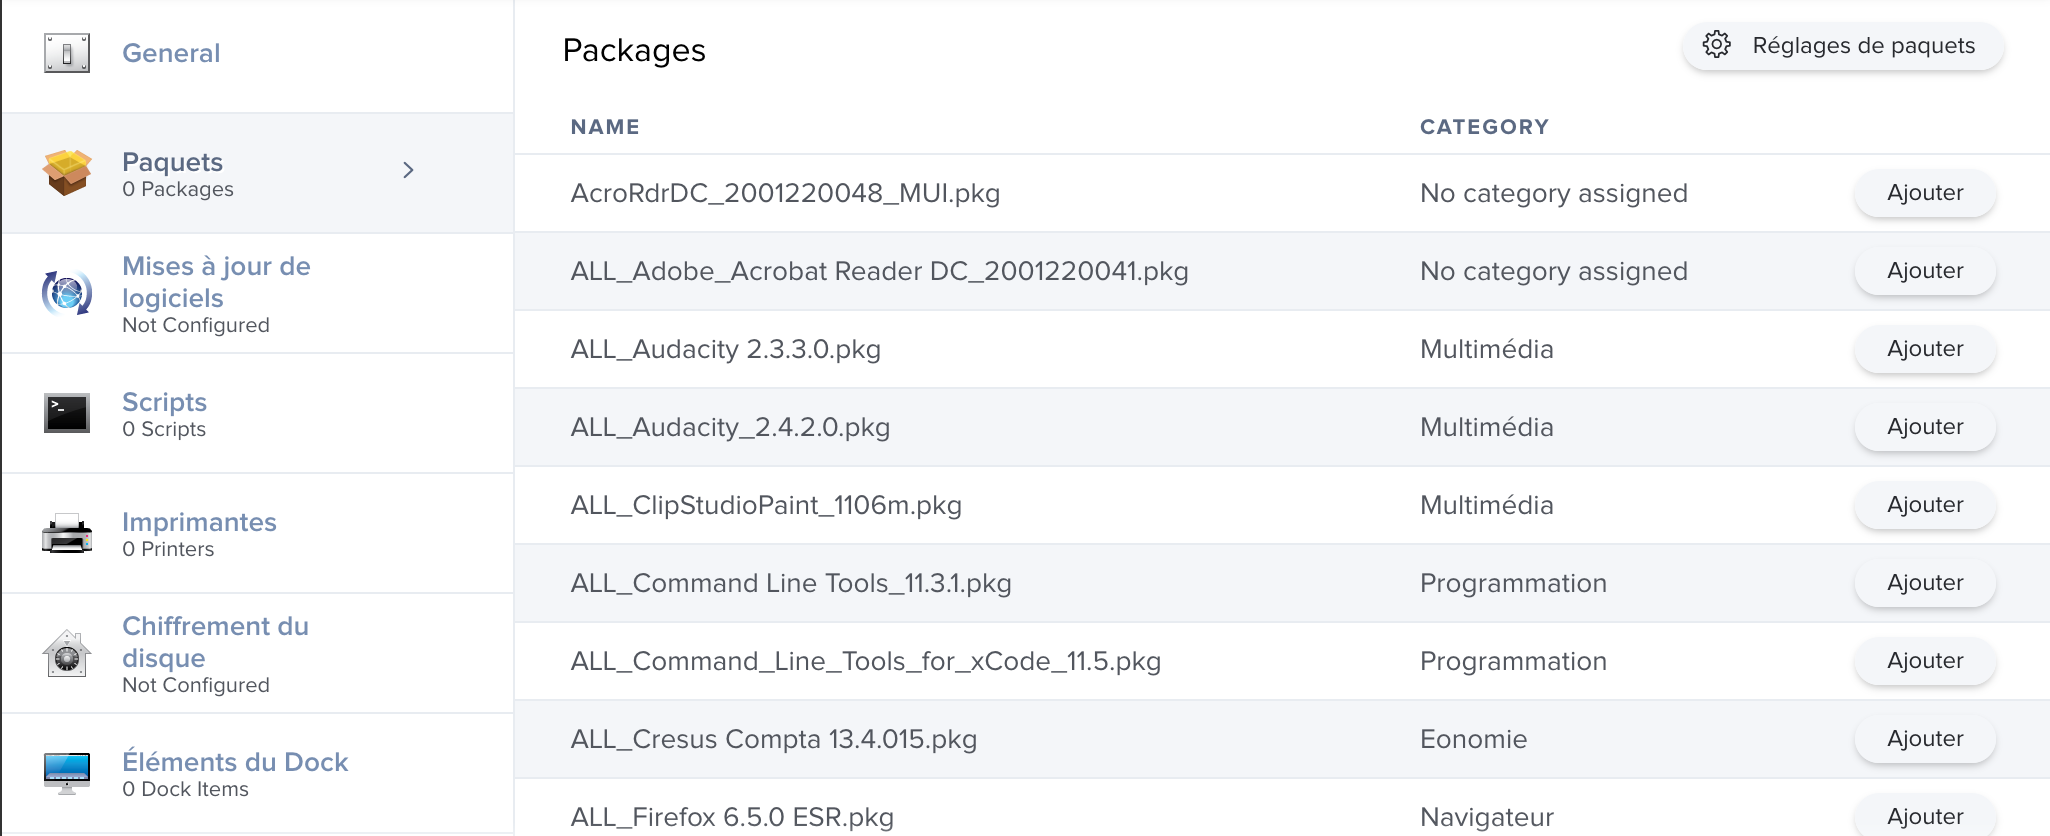 General
Paquets
0 Packages
Mises à jour de
logiciels
Not Configured
Scripts
0 Scripts
Imprimantes
0 Printers
Chiffrement du
disque
Not Configured
Éléments du Dock
0 Dock Items
Packages
Réglages de paquets
NAME CATEGORY
AcroRdrDC_2001220048_MUI.pkg No category assigned Ajouter
ALL_Adobe_Acrobat Reader DC_2001220041.pkg No category assigned Ajouter
ALL_Audacity 2.3.3.0.pkg Multimédia Ajouter
ALL_Audacity_2.4.2.0.pkg Multimédia Ajouter
ALL_ClipStudioPaint_1106m.pkg Multimédia Ajouter
ALL_Command Line Tools_11.3.1.pkg Programmation Ajouter
ALL_Command_Line_Tools_for_xCode_11.5.pkg Programmation Ajouter
ALL_Cresus Compta 13.4.015.pkg Eonomie Ajouter
ALL_Firefox 6.5.0 ESR.pkg Navigateur Ajouter